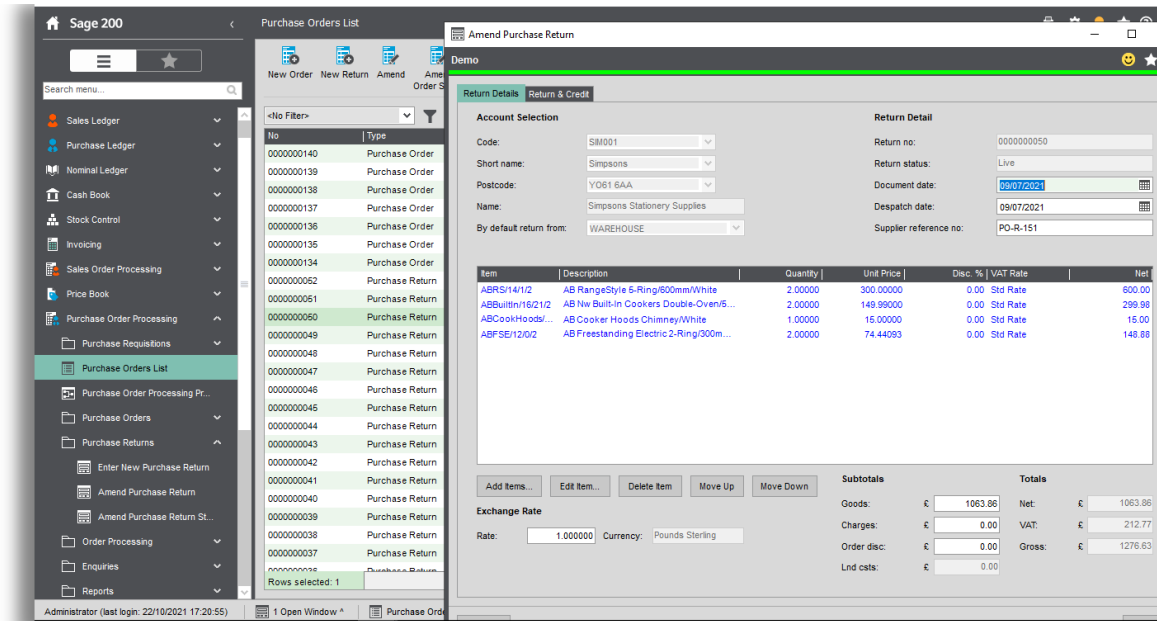 Sage 200
Purchase Orders List
Amend Purchase Return
Demo
Search menu...
Sales Ledger
Purchase Ledger
Nominal Ledger
Cash Book
Stock Control
Invoicing
Sales Order Processing
Price Book
Purchase Order Processing
Purchase Requisitions
Purchase Orders List
Purchase Order Processing Pr...
Purchase Orders
Purchase Returns
Enter New Purchase Return
Amend Purchase Return
Amend Purchase Return St...
Order Processing
Enquiries
Reports
New Order New Return Amend
Order S
<No Filter>
No Type
0000000140 Purchase Order
0000000139 Purchase Order
0000000138 Purchase Order
0000000137 Purchase Order
0000000136 Purchase Order
0000000135 Purchase Order
0000000134 Purchase Order
0000000052 Purchase Return
0000000051 Purchase Return
0000000050 Purchase Return
0000000049 Purchase Return
0000000048 Purchase Return
0000000047 Purchase Return
0000000046 Purchase Return
0000000045 Purchase Return
0000000044 Purchase Return
0000000043 Purchase Return
0000000042 Purchase Return
0000000041 Purchase Return
0000000040 Purchase Return
0000000039 Purchase Return
0000000038 Purchase Return
0000000037 Purchase Return
Rows selected: 1
Return Details Return & Credit
Account Selection
Code: SIM001
Short name: Simpsons
Postcode: YO61 6AA
Name: Simpsons Stationery Supplies
By default return from: WAREHOUSE
Return Detail
Return no: 0000000050
Return status: Live
Document date: 09/07/2021
Despatch date: 09/07/2021
Supplier reference no: PO-R-151
Item Description Quantity Unit Price Disc. % VAT Rate Net
ABRS/14/1/2 AB RangeStyle 5-Ring/600mm/White 2.00000 300.00000 0.00 Std Rate 600.00
ABBuiltIn/16/21/2 AB Nw Built-In Cookers Double-Oven/5... 2.00000 149.99000 0.00 Std Rate 299.98
ABCookHoods/... AB Cooker Hoods Chimney/White 1.00000 15.00000 0.00 Std Rate 15.00
ABFSE/12/0/2 AB Freestanding Electric 2-Ring/300m... 2.00000 74.44093 0.00 Std Rate 148.88
Add Items... Edit Item... Delete Item Move Up Move Down
Exchange Rate
Rate: 1.000000 Currency: Pounds Sterling
Subtotals Totals
Goods: £ 1063.86 Net: £ 1063.86
Charges: £ 0.00 VAT: £ 212.77
Order disc: £ 0.00 Gross: £ 1276.63
Lnd csts: £ 0.00
Administrator (last login: 22/10/2021 17:20:55) 1 Open Window ^ Purchase Orde